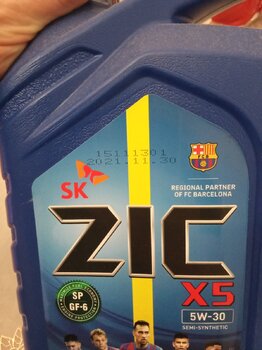 15111301
2021.11.30
SK
REGIONAL PARTNER
OF FC BARCELONA
ZIC
X5
SP
GF-6
5W-30
SEMI-SYNTHETIC